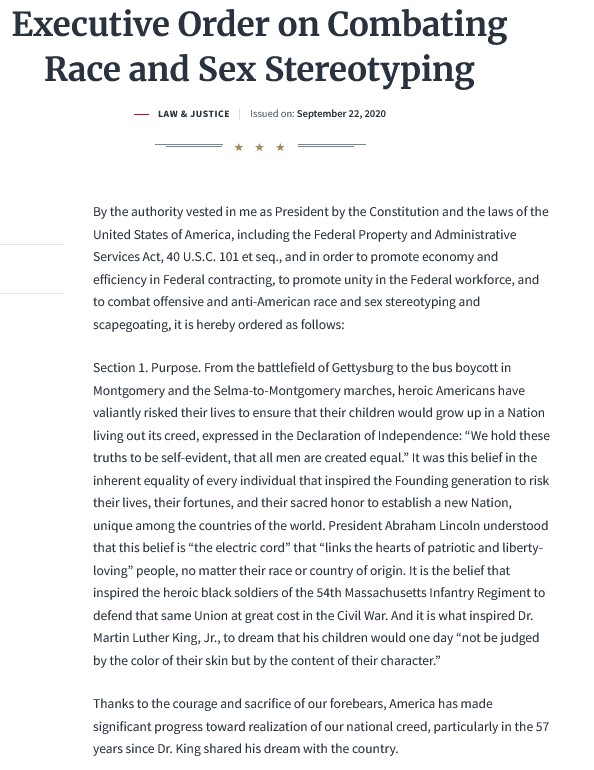 Executive Order on Combating
Race and Sex Stereotyping
LAW & JUSTICE | Issued on: September 22, 2020
By the authority vested in me as President by the Constitution and the laws of the
United States of America, including the Federal Property and Administrative
Services Act, 40 U.S.C. 101 et seq., and in order to promote economy and
efficiency in Federal contracting, to promote unity in the Federal workforce, and
to combat offensive and anti-American race and sex stereotyping and
scapegoating, it is hereby ordered as follows:
Section 1. Purpose. From the battlefield of Gettysburg to the bus boycott in
Montgomery and the Selma-to-Montgomery marches, heroic Americans have
valiantly risked their lives to ensure that their children would grow up in a Nation
living out its creed, expressed in the Declaration of Independence: “We hold these
truths to be self-evident, that all men are created equal.” It was this belief in the
inherent equality of every individual that inspired the Founding generation to risk
their lives, their fortunes, and their sacred honor to establish a new Nation,
unique among the countries of the world. President Abraham Lincoln understood
that this belief is “the electric cord” that “links the hearts of patriotic and liberty-
loving” people, no matter their race or country of origin. It is the belief that
inspired the heroic black soldiers of the 54th Massachusetts Infantry Regiment to
defend that same Union at great cost in the Civil War. And it is what inspired Dr.
Martin Luther King, Jr., to dream that his children would one day “not be judged
by the color of their skin but by the content of their character.”
Thanks to the courage and sacrifice of our forebears, America has made
significant progress toward realization of our national creed, particularly in the 57
years since Dr. King shared his dream with the country.